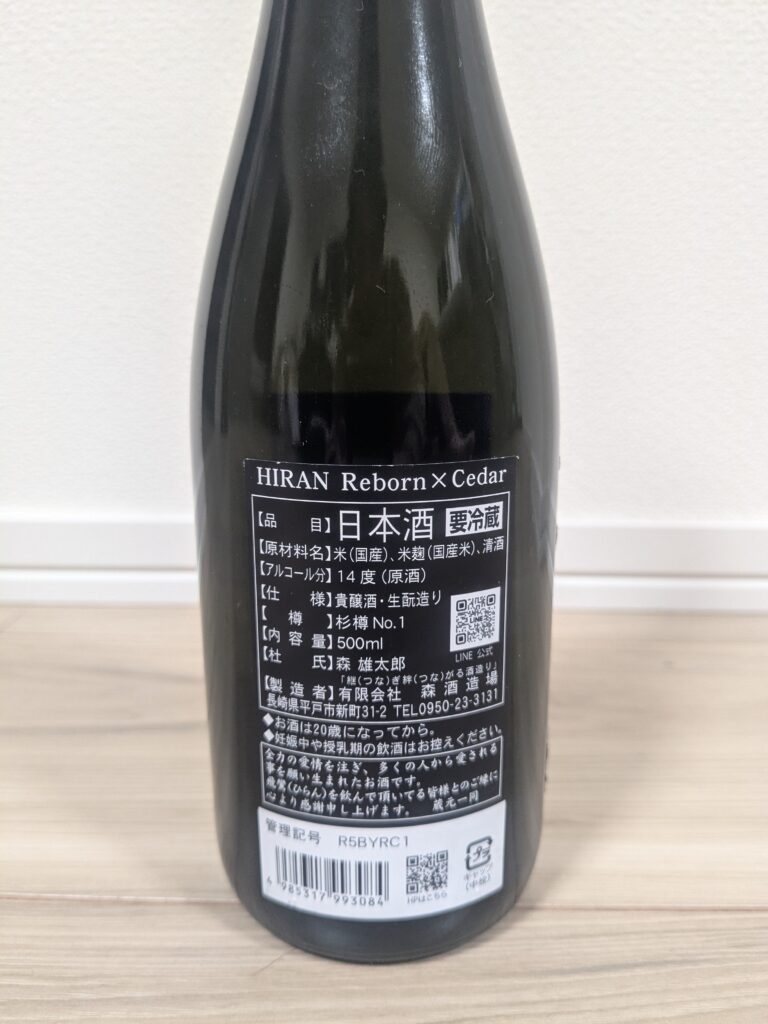 HIRAN Reborn×Cedar
【品目】日本酒 要冷蔵
【原材料名】米(国産)、米麹(国産米)、清酒
【アルコール分】14度(原酒)
【仕様】貴醸酒・生酛造り
【樽】杉樽No.1
【内容量】500ml
LINE 公式
【杜氏】森 雄太郎
「継(つな)ぎ絆(つな)がる酒造り」
【製造者】有限会社 森酒造場
長崎県平戸市新町31-2 TEL0950-23-3131
◆お酒は20歳になってから。
◆妊娠中や授乳期の飲酒はお控えください。
全力の愛情を注ぎ、多くの人から愛される
事を願い生まれたお酒です。
飛鸞(ひらん)を飲んで頂いてる皆様とのご縁に
心より感謝申し上げます。 蔵元一同
管理記号 R5BYRC1
4 985317 993084
HPはこちら